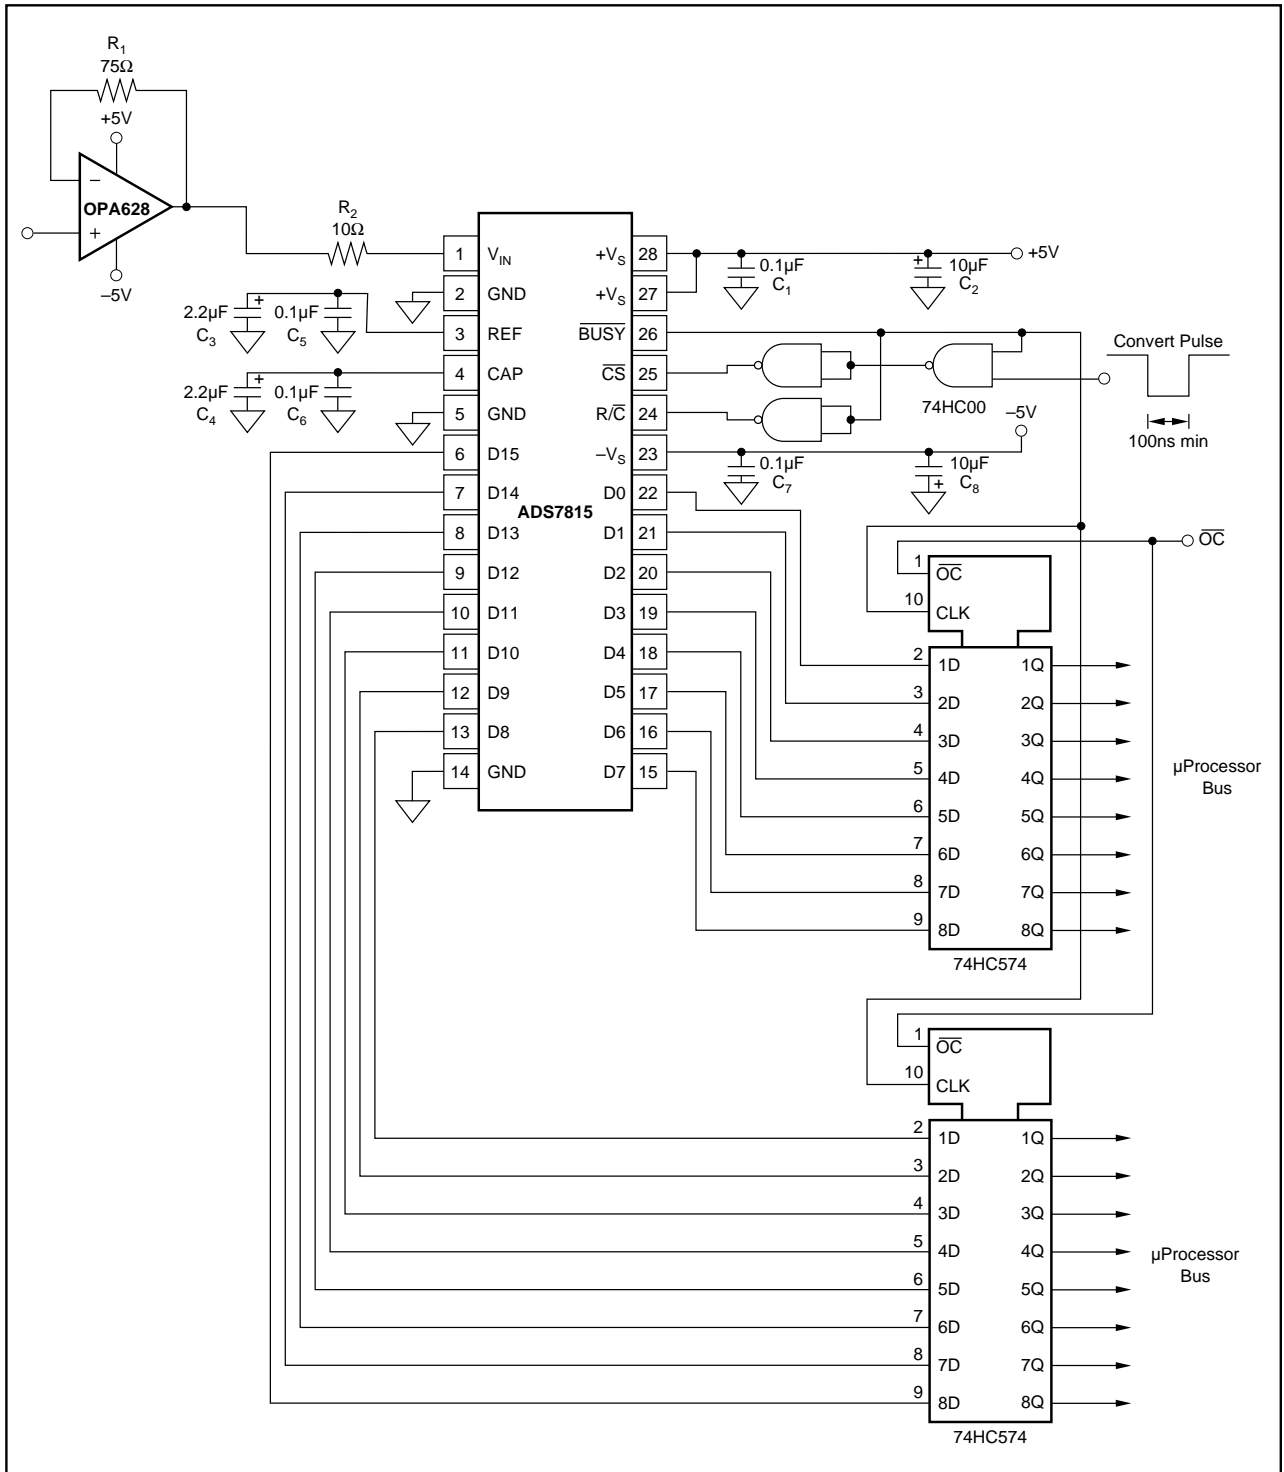 R1
75Ω
+5V
−
OPA628
+
–5V
R2
10Ω
2.2µF
+
0.1µF
C3
C5
2.2µF
+
0.1µF
C4
C6
1 VIN
2 GND
3 REF
4 CAP
5 GND
6 D15
7 D14
8 D13
9 D12
10 D11
11 D10
12 D9
13 D8
14 GND
ADS7815
+VS 28
+VS 27
BUSY 26
CS 25
R/C 24
–VS 23
D0 22
D1 21
D2 20
D3 19
D4 18
D5 17
D6 16
D7 15
0.1µF
C1
+
10µF
C2
+5V
74HC00
Convert Pulse
100ns min
–5V
0.1µF
C7
10µF
+
C8
OC
1 OC
10 CLK
2 1D 1Q
3 2D 2Q
4 3D 3Q
5 4D 4Q
6 5D 5Q
7 6D 6Q
8 7D 7Q
9 8D 8Q
74HC574
µProcessor
Bus
1 OC
10 CLK
2 1D 1Q
3 2D 2Q
4 3D 3Q
5 4D 4Q
6 5D 5Q
7 6D 6Q
8 7D 7Q
9 8D 8Q
74HC574
µProcessor
Bus